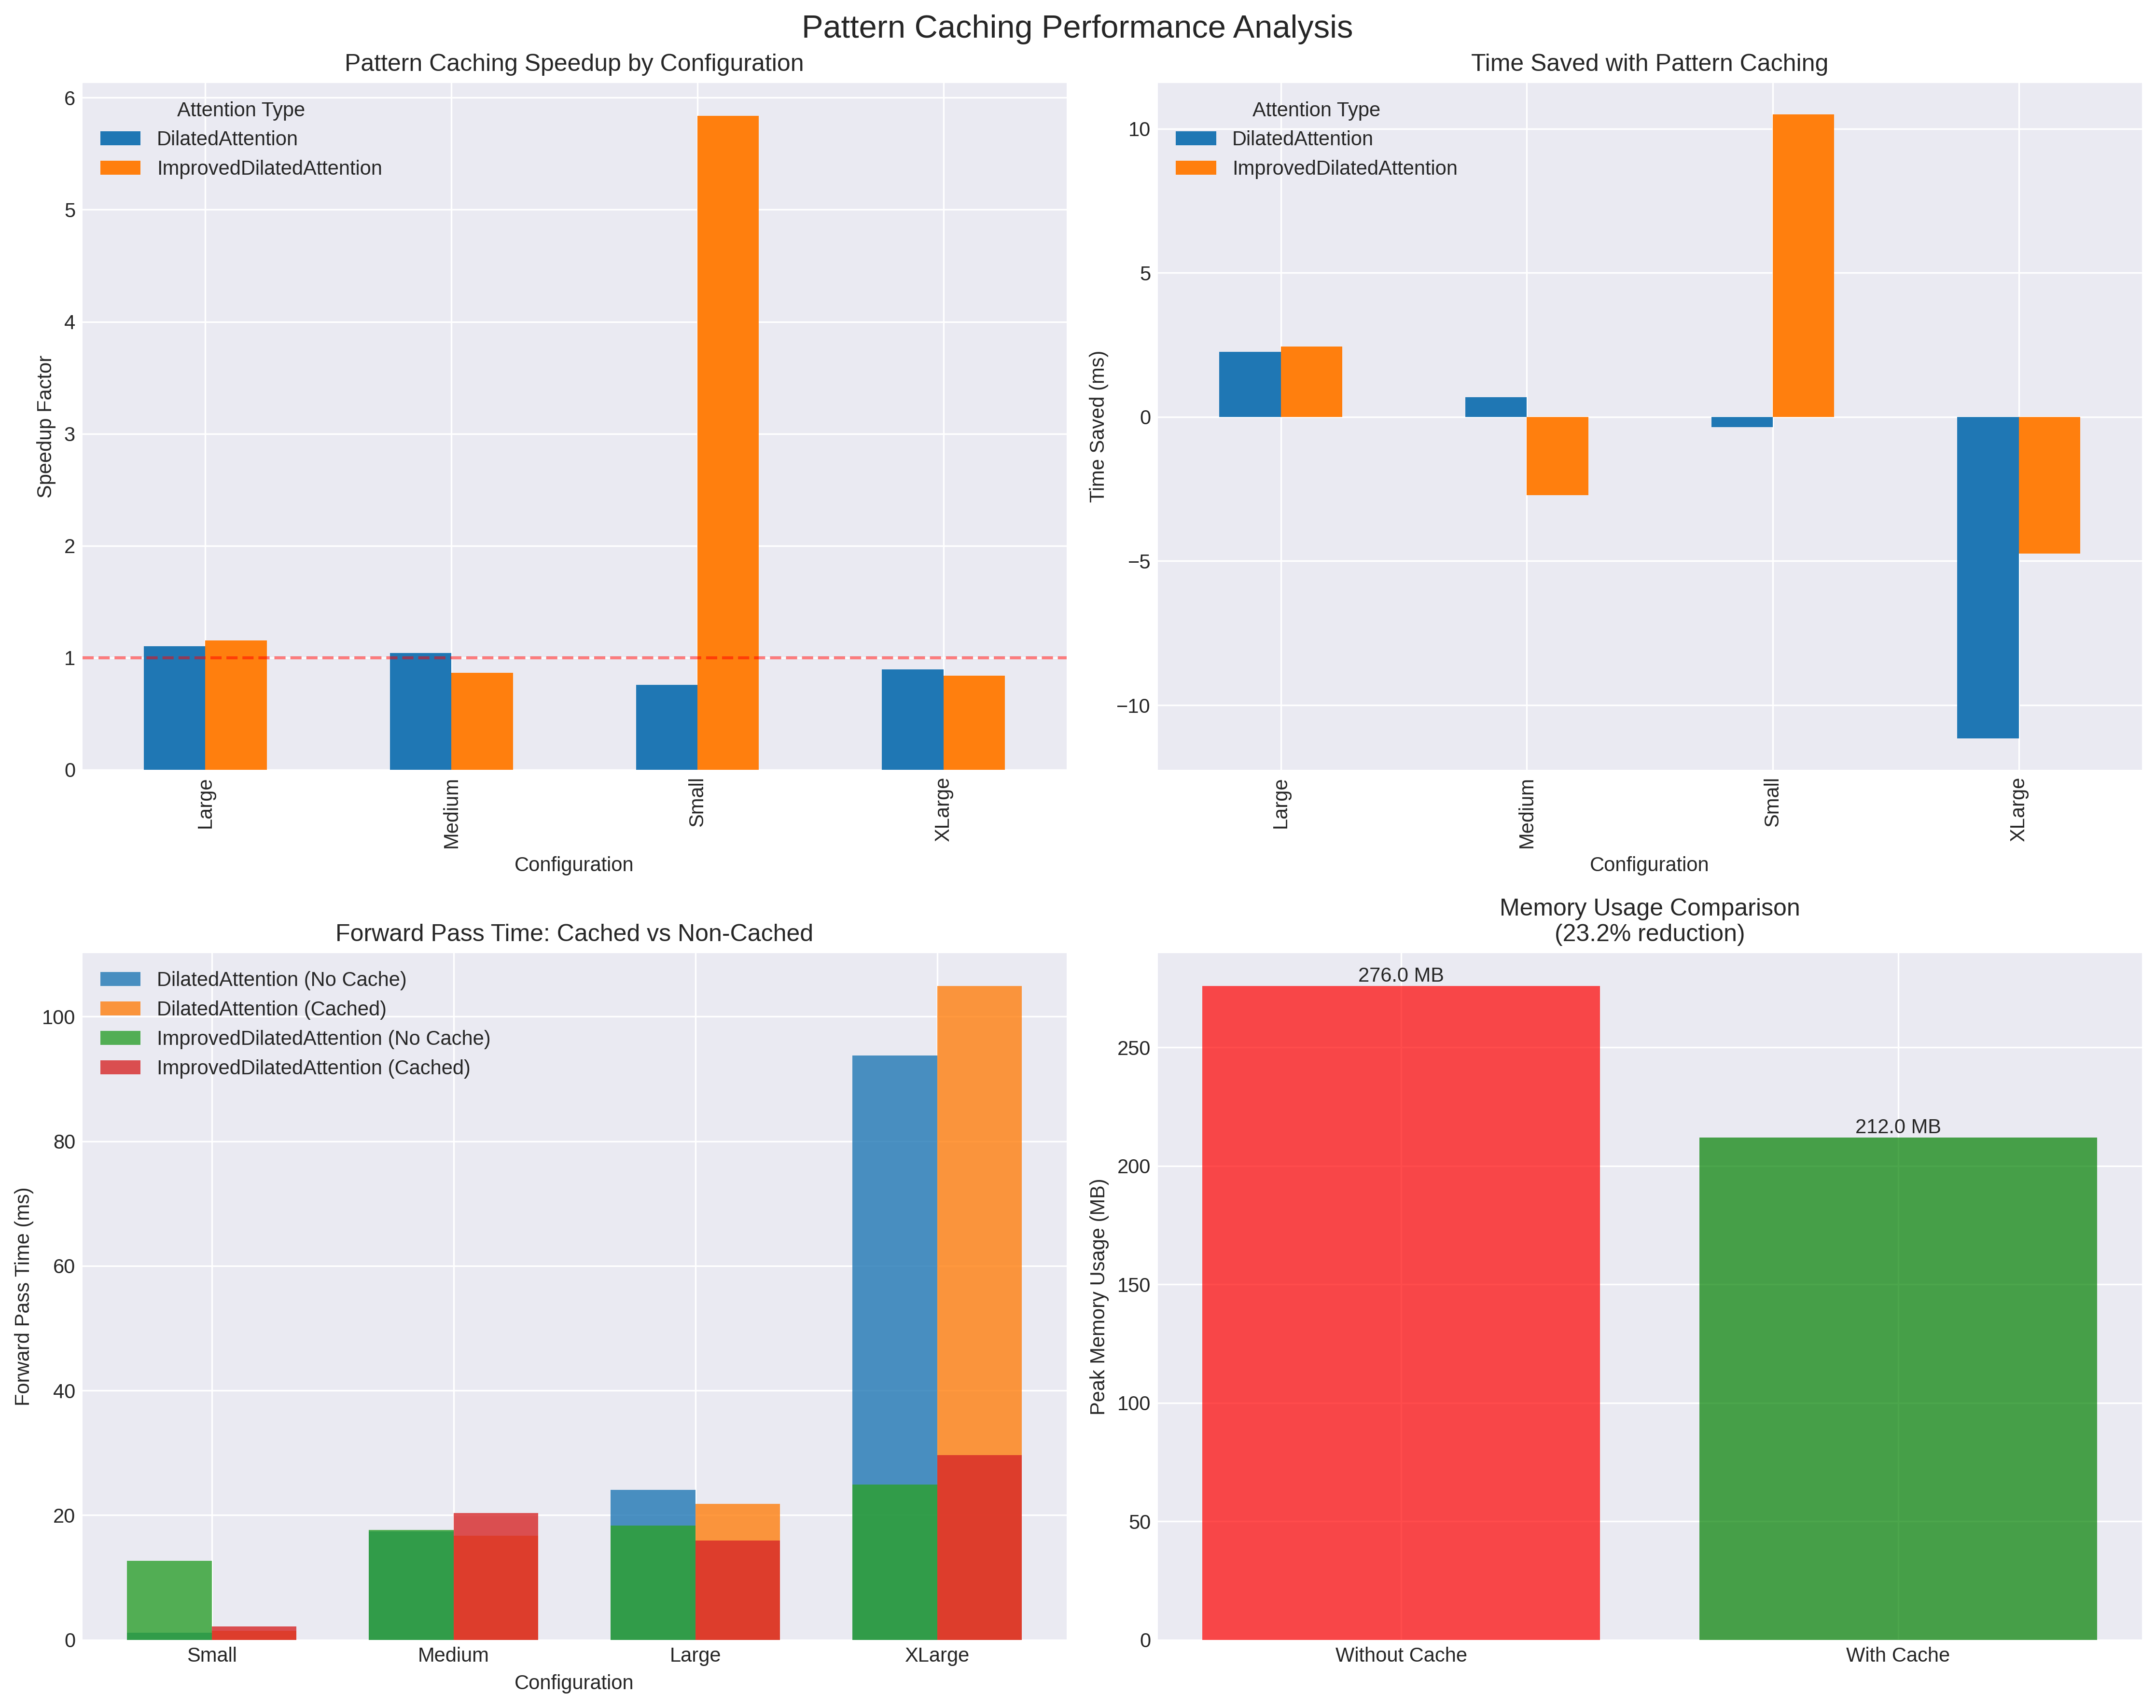 Pattern Caching Performance Analysis
Pattern Caching Speedup by Configuration
Attention Type
DilatedAttention
ImprovedDilatedAttention
6
5
4
3
2
1
0
Speedup Factor
Large
Medium
Small
XLarge
Configuration
Time Saved with Pattern Caching
Attention Type
DilatedAttention
ImprovedDilatedAttention
10
5
0
−5
−10
Time Saved (ms)
Large
Medium
Small
XLarge
Configuration
Forward Pass Time: Cached vs Non-Cached
DilatedAttention (No Cache)
DilatedAttention (Cached)
ImprovedDilatedAttention (No Cache)
ImprovedDilatedAttention (Cached)
100
80
60
40
20
0
Forward Pass Time (ms)
Small
Medium
Large
XLarge
Configuration
Memory Usage Comparison
(23.2% reduction)
276.0 MB
212.0 MB
250
200
150
100
50
0
Peak Memory Usage (MB)
Without Cache
With Cache